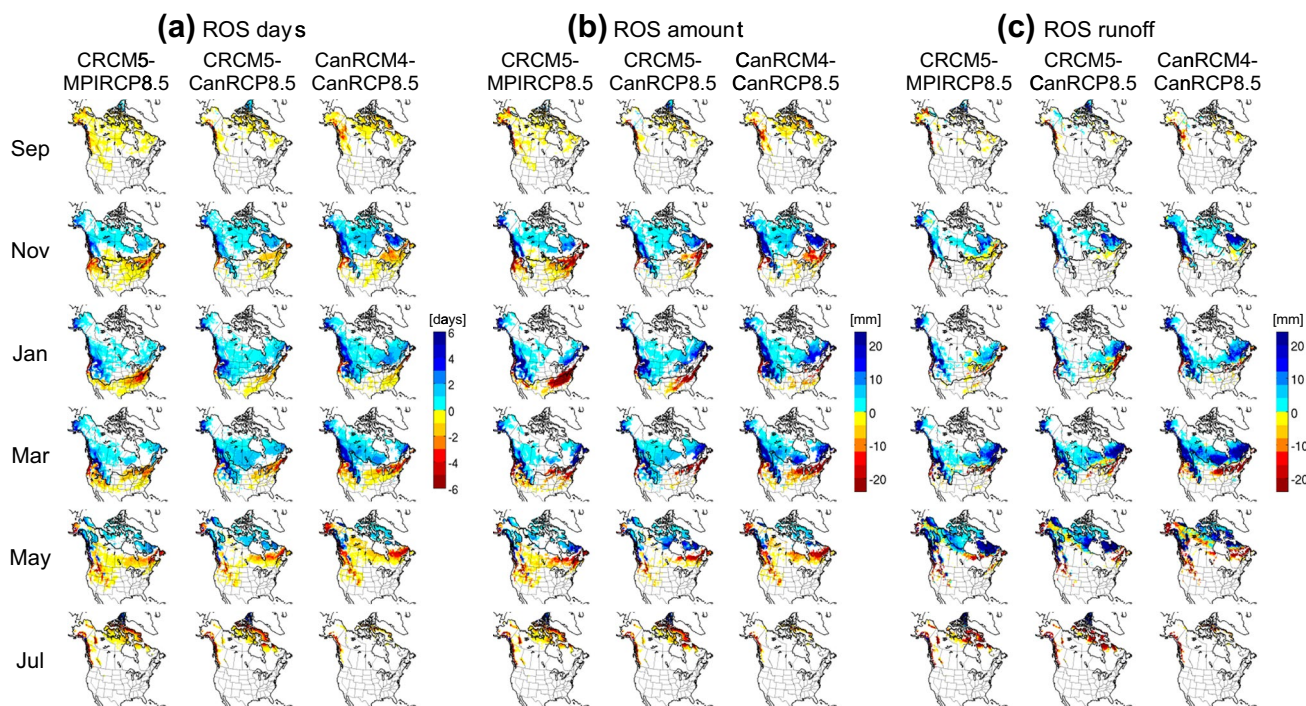 (a) ROS days (b) ROS amount (c) ROS runoff
CRCM5- CRCM5- CanRCM4- CRCM5- CRCM5- CanRCM4- CRCM5- CRCM5- CanRCM4-
MPIRCP8.5 CanRCP8.5 CanRCP8.5 MPIRCP8.5 CanRCP8.5 CanRCP8.5 MPIRCP8.5 CanRCP8.5 CanRCP8.5
Sep
Nov
Jan
[days] [mm] [mm]
6
4
2
0
-2
-4
-6
20
10
0
-10
-20
20
10
0
-10
-20
Mar
May
Jul